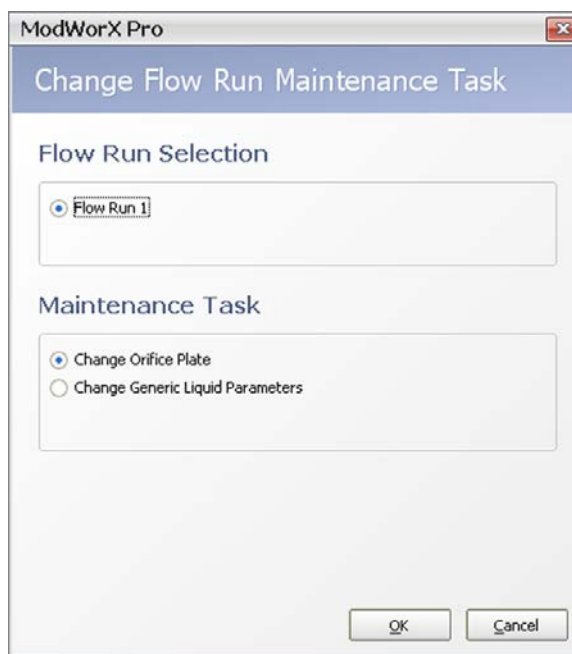 ModWorX Pro
Change Flow Run Maintenance Task
Flow Run Selection
Flow Run 1
Maintenance Task
Change Orifice Plate
Change Generic Liquid Parameters
OK
Cancel